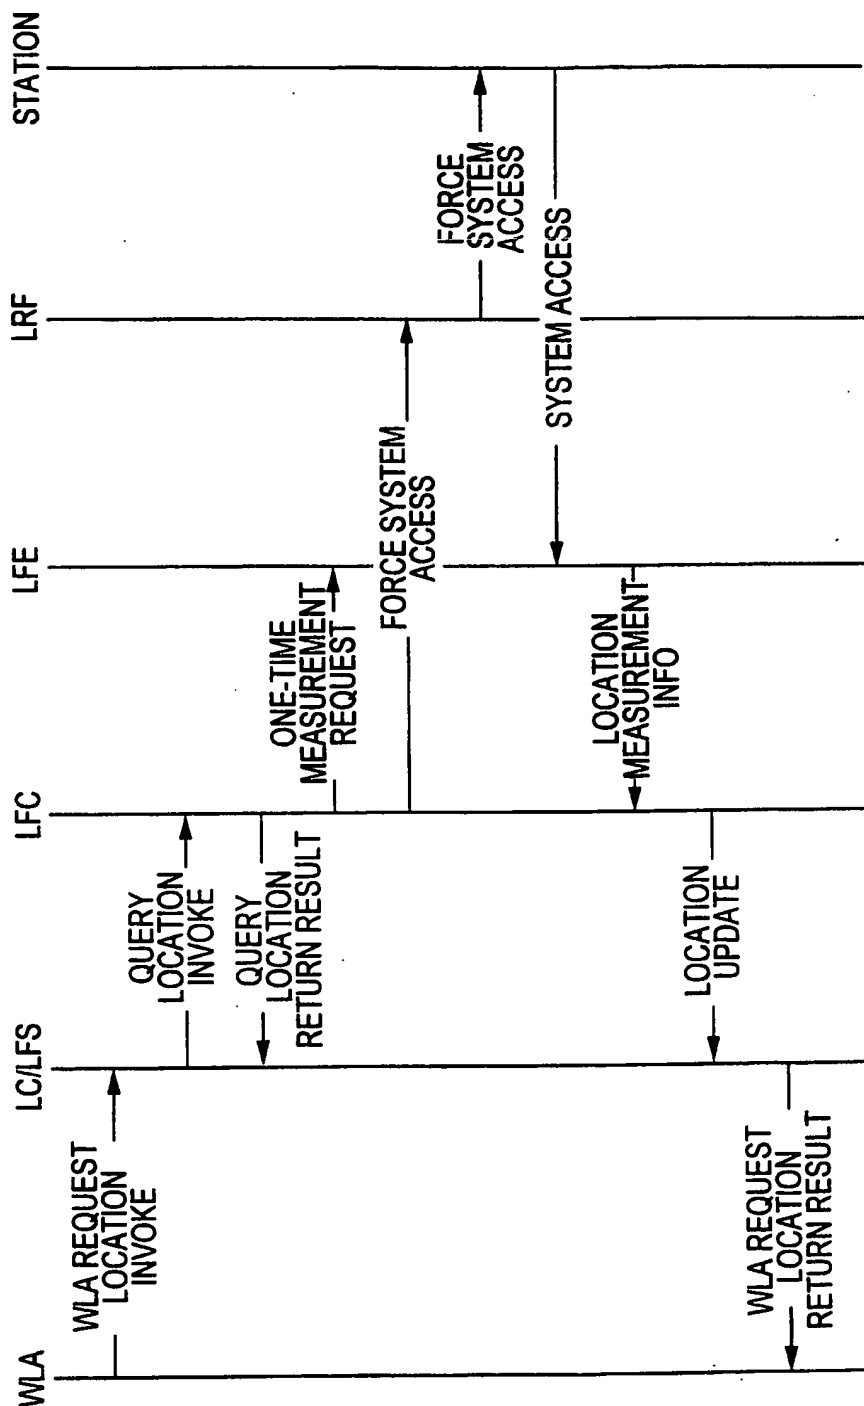 WLA
LC/LFS
LFC
LFE
LRF
STATION
WLA REQUEST
LOCATION
INVOKE
QUERY
LOCATION
INVOKE
QUERY
LOCATION
RETURN RESULT
ONE-TIME
MEASUREMENT
REQUEST
FORCE SYSTEM
ACCESS
FORCE
SYSTEM
ACCESS
SYSTEM ACCESS
LOCATION
MEASUREMENT
INFO
LOCATION
UPDATE
WLA REQUEST
LOCATION
RETURN RESULT